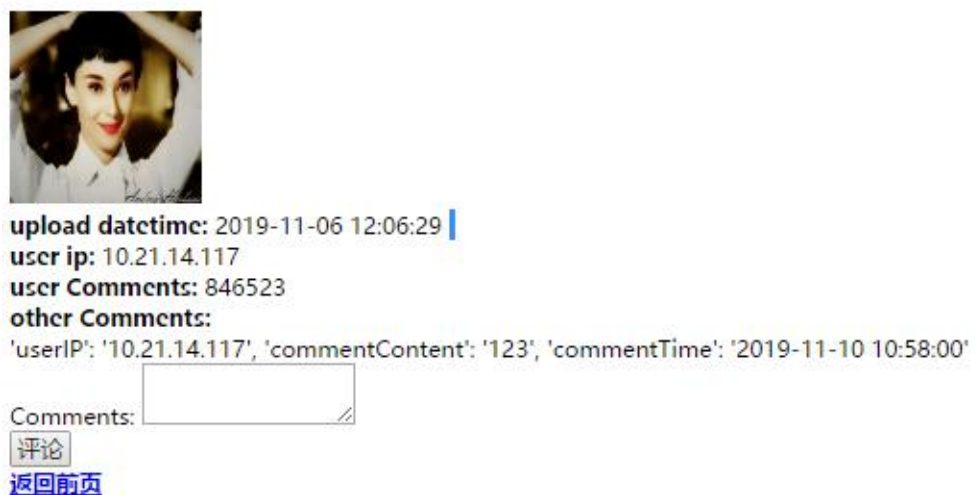 upload datetime: 2019-11-06 12:06:29
user ip: 10.21.14.117
user Comments: 846523
other Comments:
'userIP': '10.21.14.117', 'commentContent': '123', 'commentTime': '2019-11-10 10:58:00'
Comments:
评论
返回前页